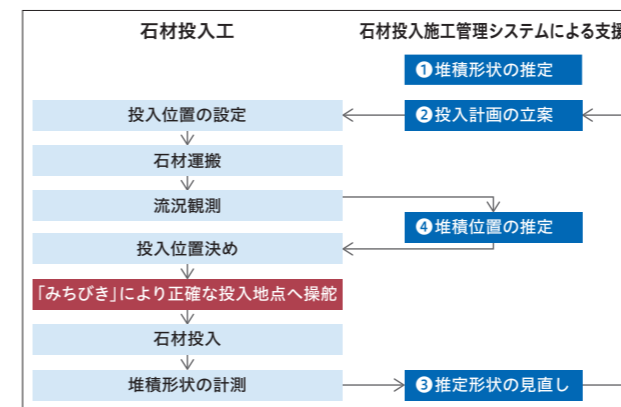 石材投入工
石材投入施工管理システムによる支援
❶堆積形状の推定
投入位置の設定
❷投入計画の立案
石材運搬
流況観測
❹堆積位置の推定
投入位置決め
「みちびき」により正確な投入地点へ操舵
石材投入
堆積形状の計測
❸推定形状の見直し